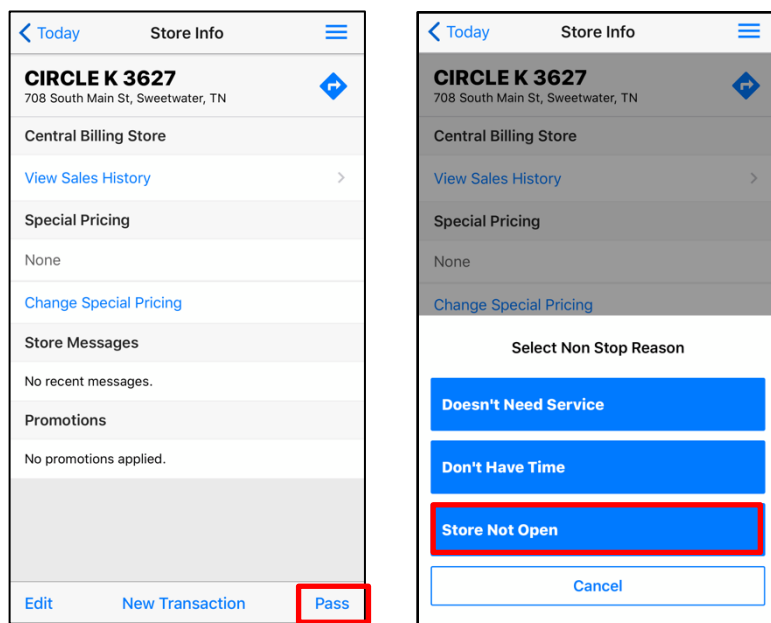 Today
Store Info
CIRCLE K 3627
708 South Main St, Sweetwater, TN
Central Billing Store
View Sales History
Special Pricing
None
Change Special Pricing
Store Messages
No recent messages.
Promotions
No promotions applied.
Edit
New Transaction
Pass
Today
Store Info
CIRCLE K 3627
708 South Main St, Sweetwater, TN
Central Billing Store
View Sales History
Special Pricing
None
Change Special Pricing
Select Non Stop Reason
Doesn't Need Service
Don't Have Time
Store Not Open
Cancel